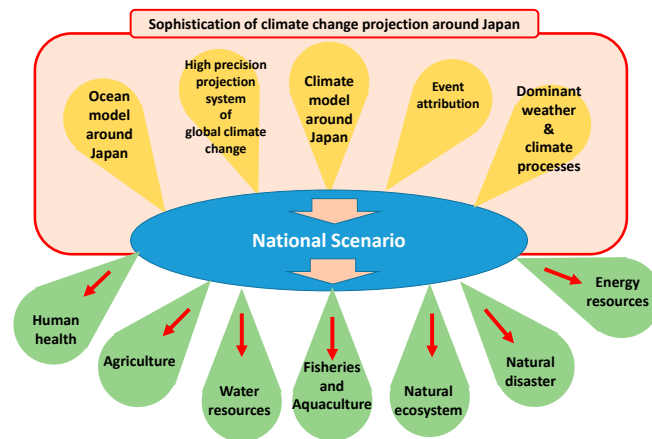 Sophistication of climate change projection around Japan
Ocean
model
around
Japan
High precision
projection
system
of
global climate
change
Climate
model
around
Japan
Event
attribution
Dominant
weather
&
climate
processes
National Scenario
Human
health
Agriculture
Water
resources
Fisheries
and
Aquaculture
Natural
ecosystem
Natural
disaster
Energy
resources